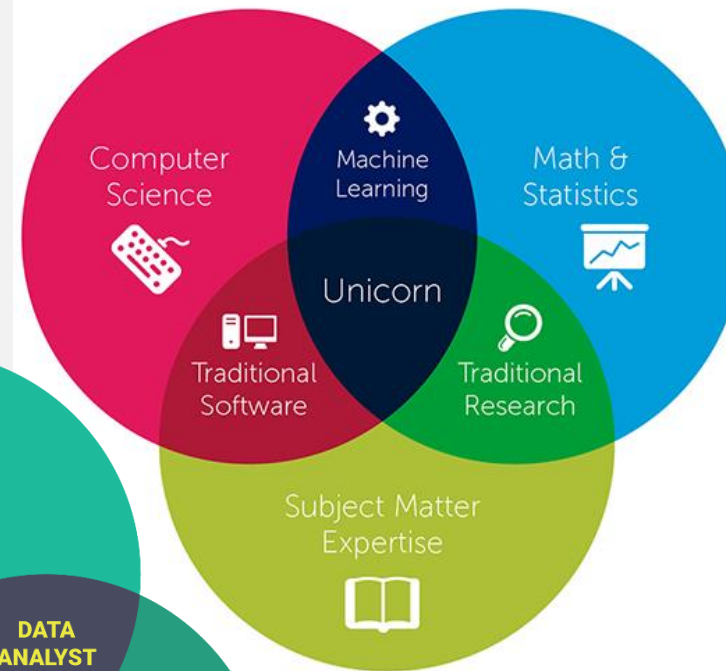 Computer
Science
Machine
Learning
Math &
Statistics
Unicorn
Traditional
Software
Traditional
Research
Subject Matter
Expertise
DATA
ANALYST